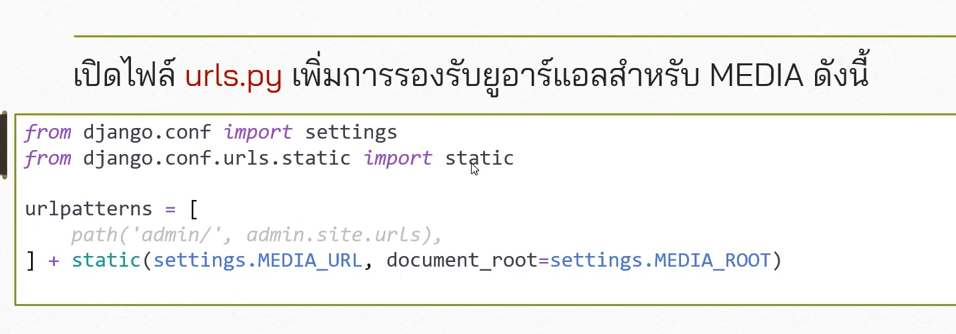 เปิดไฟล์ urls.py เพิ่มการรองรับยูอาร์แอลสำหรับ MEDIA ดังนี้
from django.conf import settings
from django.conf.urls.static import static
urlpatterns = [
    path('admin/', admin.site.urls),
] + static(settings.MEDIA_URL, document_root=settings.MEDIA_ROOT)